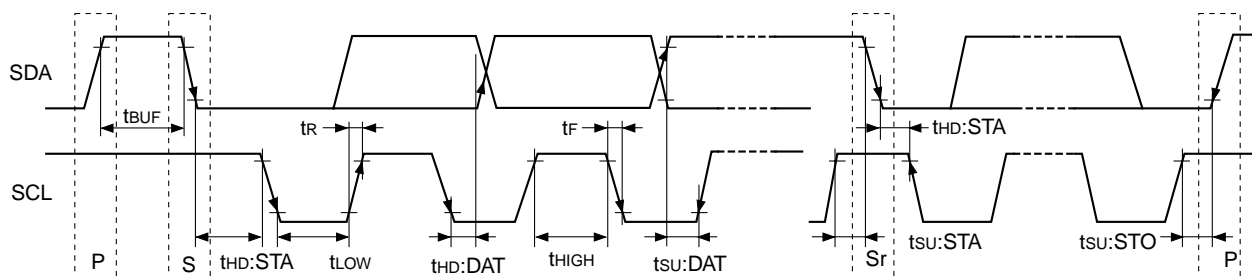 SDA
tBUF
tR
tF
tHD:STA
SCL
P
S
tHD:STA
tLOW
tHD:DAT
tHIGH
tSU:DAT
Sr
tSU:STA
tSU:STO
P